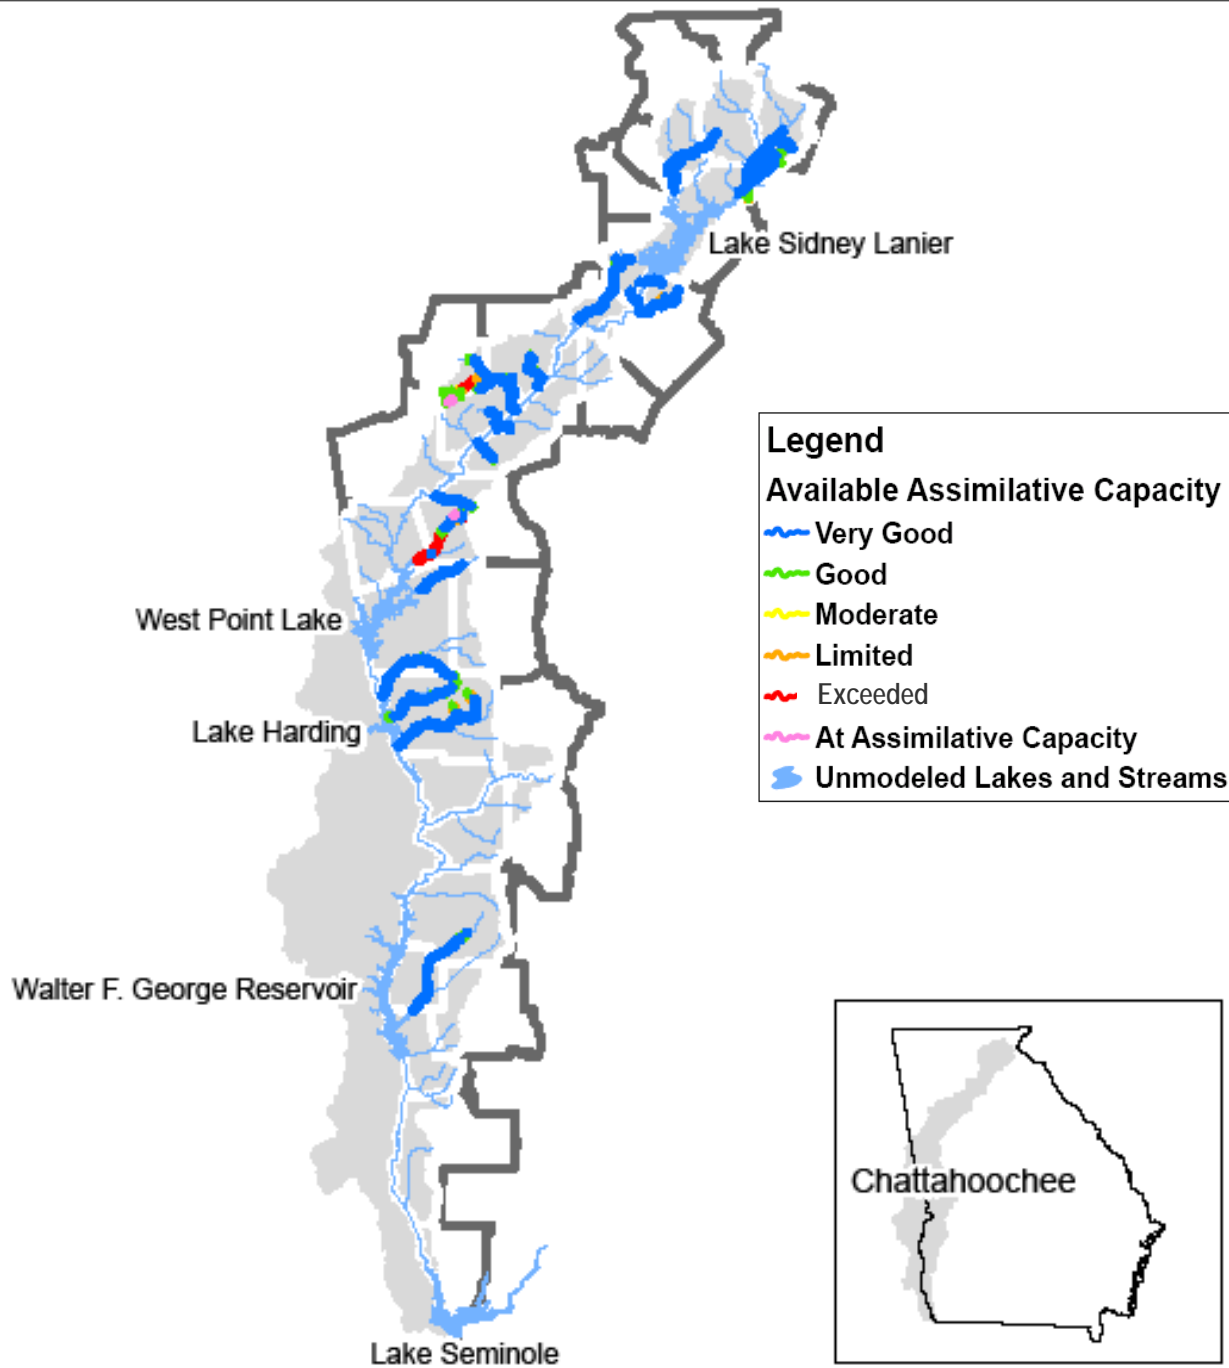 Lake Sidney Lanier
Legend
Available Assimilative Capacity
Very Good
Good
Moderate
Limited
Exceeded
At Assimilative Capacity
Unmodeled Lakes and Streams
West Point Lake
Lake Harding
Walter F. George Reservoir
Chattahoochee
Lake Seminole